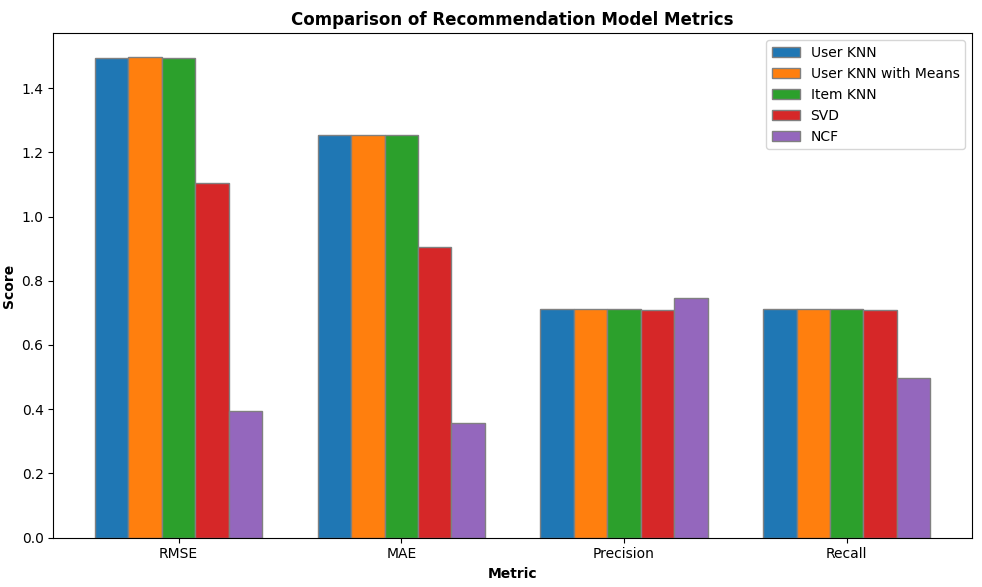 Comparison of Recommendation Model Metrics
User KNN
User KNN with Means
Item KNN
SVD
NCF
Score
1.4
1.2
1.0
0.8
0.6
0.4
0.2
0.0
RMSE MAE Precision Recall
Metric